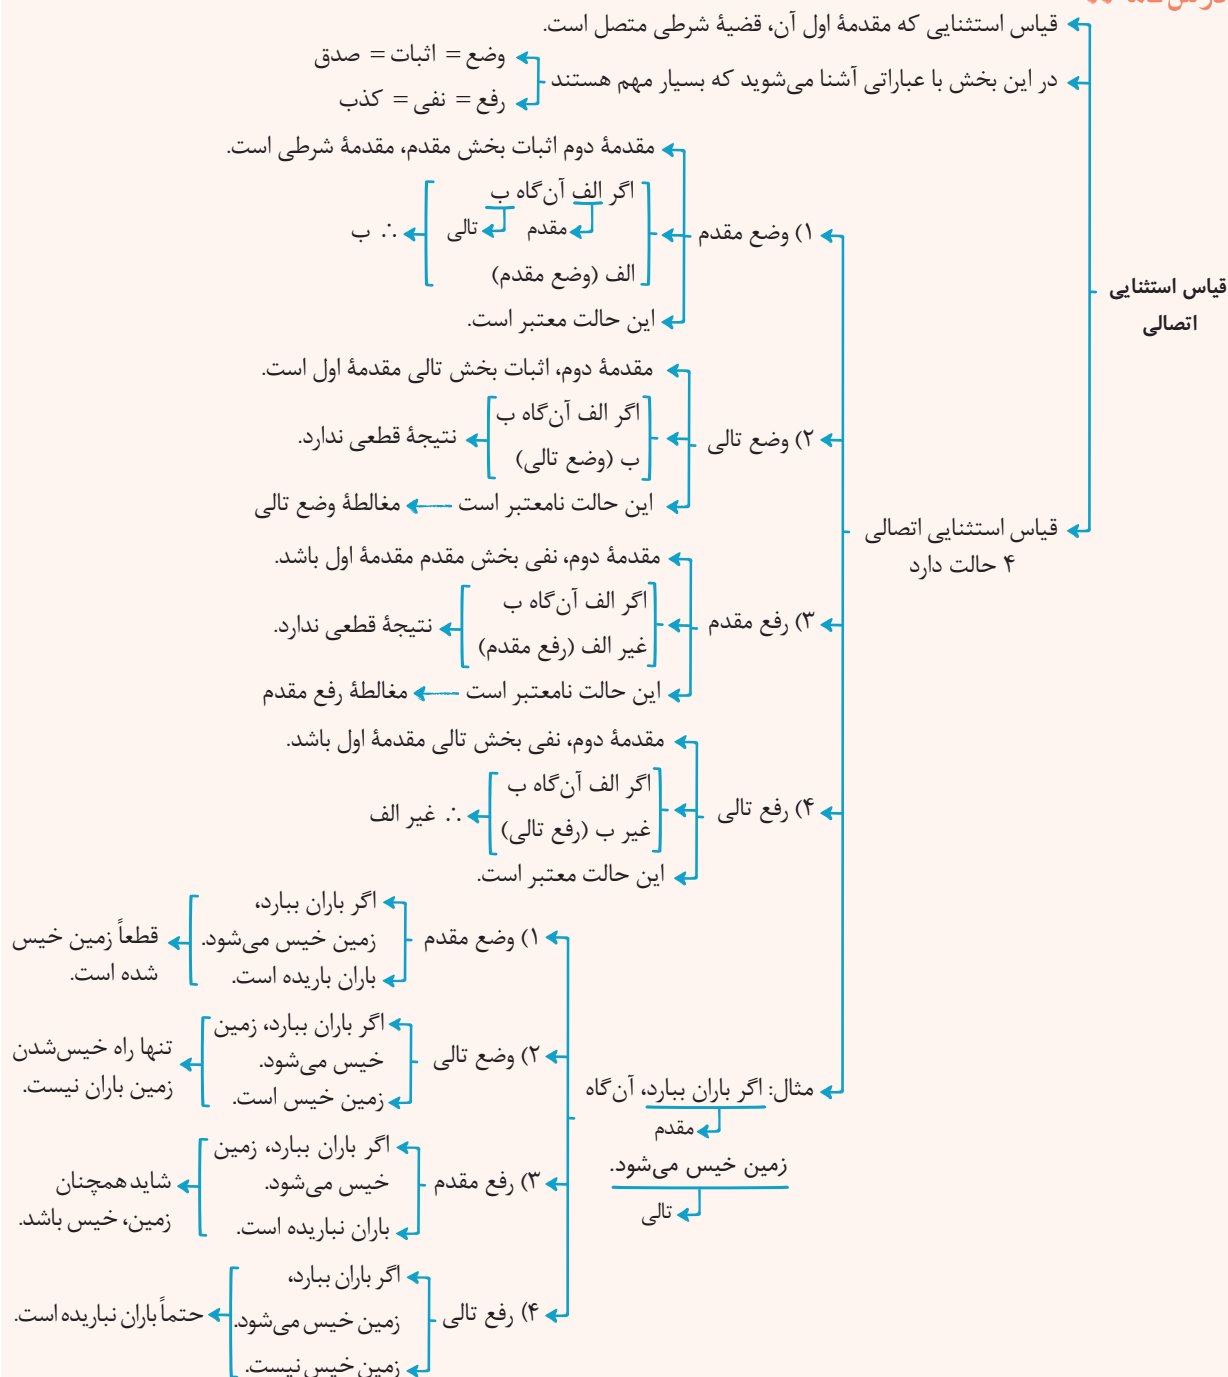 قیاس استثنایی اتصالی
قیاس استثنایی که مقدمهٔ اول آن، قضیهٔ شرطی متصل است.
در این بخش با عباراتی آشنا می‌شوید که بسیار مهم هستند
وضع = اثبات = صدق
رفع = نفی = کذب
قیاس استثنایی اتصالی
۴ حالت دارد
۱) وضع مقدم
مقدمهٔ دوم اثبات بخش مقدم، مقدمهٔ شرطی است.
اگر الف آن‌گاه ب
مقدم
تالی
الف (وضع مقدم)
∴ ب
این حالت معتبر است.
۲) وضع تالی
مقدمهٔ دوم، اثبات بخش تالی مقدمهٔ اول است.
اگر الف آن‌گاه ب
ب (وضع تالی)
نتیجهٔ قطعی ندارد.
این حالت نامعتبر است
مغالطهٔ وضع تالی
۳) رفع مقدم
مقدمهٔ دوم، نفی بخش مقدم مقدمهٔ اول باشد.
اگر الف آن‌گاه ب
غیر الف (رفع مقدم)
نتیجهٔ قطعی ندارد.
این حالت نامعتبر است
مغالطهٔ رفع مقدم
۴) رفع تالی
مقدمهٔ دوم، نفی بخش تالی مقدمهٔ اول باشد.
اگر الف آن‌گاه ب
غیر ب (رفع تالی)
∴ غیر الف
این حالت معتبر است.
مثال: اگر باران ببارد، آن‌گاه
مقدم
زمین خیس می‌شود.
تالی
۱) وضع مقدم
اگر باران ببارد،
زمین خیس می‌شود.
باران باریده است.
قطعاً زمین خیس
شده است.
۲) وضع تالی
اگر باران ببارد، زمین
خیس می‌شود.
زمین خیس است.
تنها راه خیس‌شدن
زمین باران نیست.
۳) رفع مقدم
اگر باران ببارد، زمین
خیس می‌شود.
باران نباریده است.
شاید همچنان
زمین، خیس باشد.
۴) رفع تالی
اگر باران ببارد،
زمین خیس می‌شود.
زمین خیس نیست.
حتماً باران نباریده است.